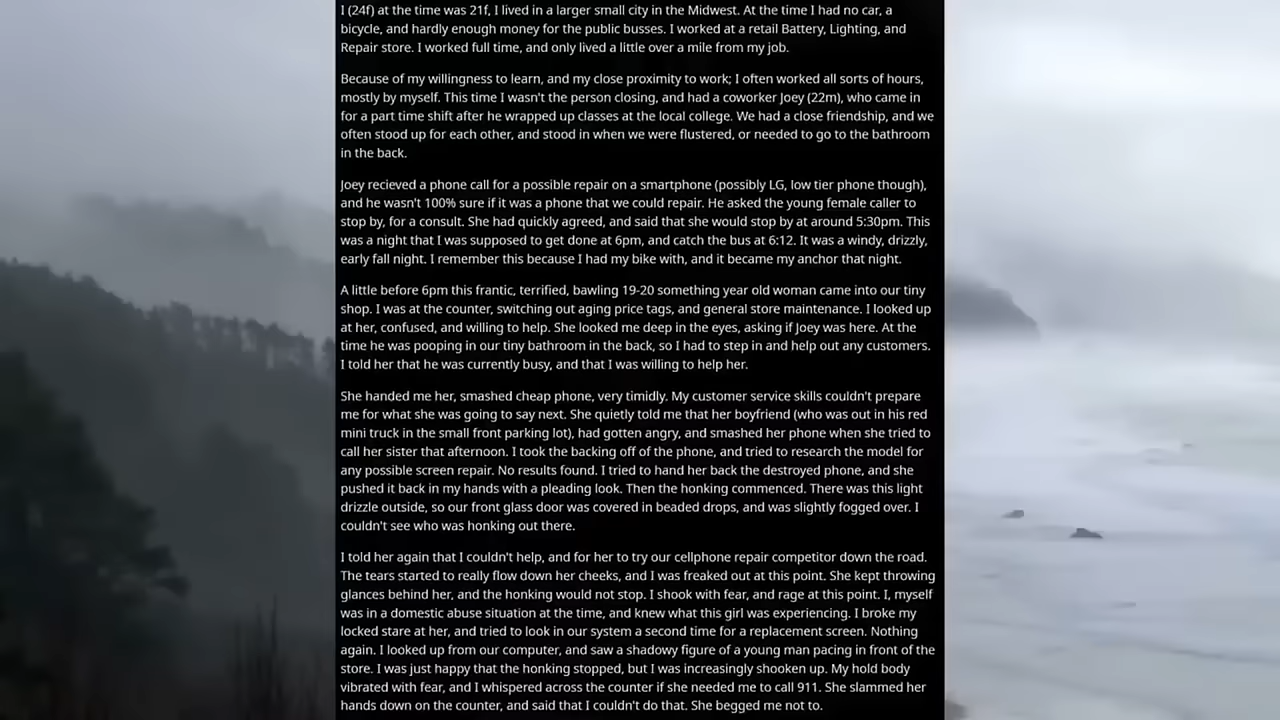 I (24f) at the time was 21f, I lived in a larger small city in the Midwest. At the time I had no car, a
bicycle, and hardly enough money for the public busses. I worked at a retail Battery, Lighting, and
Repair store. I worked full time, and only lived a little over a mile from my job.
Because of my willingness to learn, and my close proximity to work; I often worked all sorts of hours,
mostly by myself. This time I wasn't the person closing, and had a coworker Joey (22m), who came in
for a part time shift after he wrapped up classes at the local college. We had a close friendship, and we
often stood up for each other, and stood in when we were flustered, or needed to go to the bathroom
in the back.
Joey recieved a phone call for a possible repair on a smartphone (possibly LG, low tier phone though),
and he wasn't 100% sure if it was a phone that we could repair. He asked the young female caller to
stop by, for a consult. She had quickly agreed, and said that she would stop by at around 5:30pm. This
was a night that I was supposed to get done at 6pm, and catch the bus at 6:12. It was a windy, drizzly,
early fall night. I remember this because I had my bike with, and it became my anchor that night.
A little before 6pm this frantic, terrified, bawling 19-20 something year old woman came into our tiny
shop. I was at the counter, switching out aging price tags, and general store maintenance. I looked up
at her, confused, and willing to help. She looked me deep in the eyes, asking if Joey was here. At the
time he was pooping in our tiny bathroom in the back, so I had to step in and help out any customers.
I told her that he was currently busy, and that I was willing to help her.
She handed me her, smashed cheap phone, very timidly. My customer service skills couldn't prepare
me for what she was going to say next. She quietly told me that her boyfriend (who was out in his red
mini truck in the small front parking lot), had gotten angry, and smashed her phone when she tried to
call her sister that afternoon. I took the backing off of the phone, and tried to research the model for
any possible screen repair. No results found. I tried to hand her back the destroyed phone, and she
pushed it back in my hands with a pleading look. Then the honking commenced. There was this light
drizzle outside, so our front glass door was covered in beaded drops, and was slightly fogged over. I
couldn't see who was honking out there.
I told her again that I couldn't help, and for her to try our cellphone repair competitor down the road.
The tears started to really flow down her cheeks, and I was freaked out at this point. She kept throwing
glances behind her, and the honking would not stop. I shook with fear, and rage at this point. I, myself
was in a domestic abuse situation at the time, and knew what this girl was experiencing. I broke my
locked stare at her, and tried to look in our system a second time for a replacement screen. Nothing
again. I looked up from our computer, and saw a shadowy figure of a young man pacing in front of the
store. I was just happy that the honking stopped, but I was increasingly shooken up. My hold body
vibrated with fear, and I whispered across the counter if she needed me to call 911. She slammed her
hands down on the counter, and said that I couldn't do that. She begged me not to.